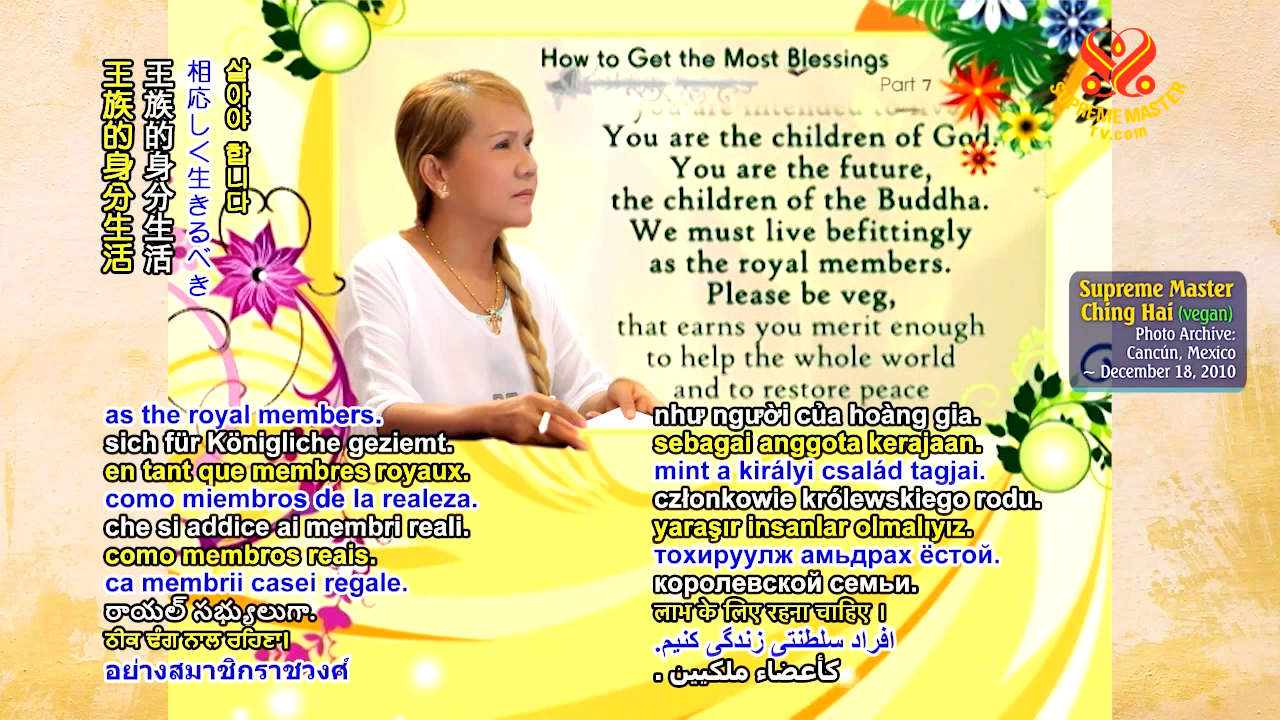 How to Get the Most Blessings
Part 7
you are intended to live
You are the children of God.
You are the future,
the children of the Buddha.
We must live befittingly
as the royal members.
Please be veg,
that earns you merit enough
to help the whole world
and to restore peace
SUPREME MASTER
TV.com
Supreme Master
Ching Hai (vegan)
Photo Archive:
Cancún, Mexico
~ December 18, 2010
살아야 합니다
相応しく生きるべき
王族的身分生活
王族的身分生活
as the royal members.
sich für Königliche geziemt.
en tant que membres royaux.
como miembros de la realeza.
che si addice ai membri reali.
como membros reais.
ca membrii casei regale.
రాయల్ సభ్యులుగా.
ਠੀਕ ਢੰਗ ਨਾਲ ਰਹਿਣਾ।
อย่างสมาชิกราชวงศ์
như người của hoàng gia.
sebagai anggota kerajaan.
mint a királyi család tagjai.
członkowie królewskiego rodu.
yaraşır insanlar olmalıyız.
тохируулж амьдрах ёстой.
королевской семьи.
लाभ के लिए रहना चाहिए ।
افراد سلطنتی زندگی کنیم.
كأعضاء ملكيين .